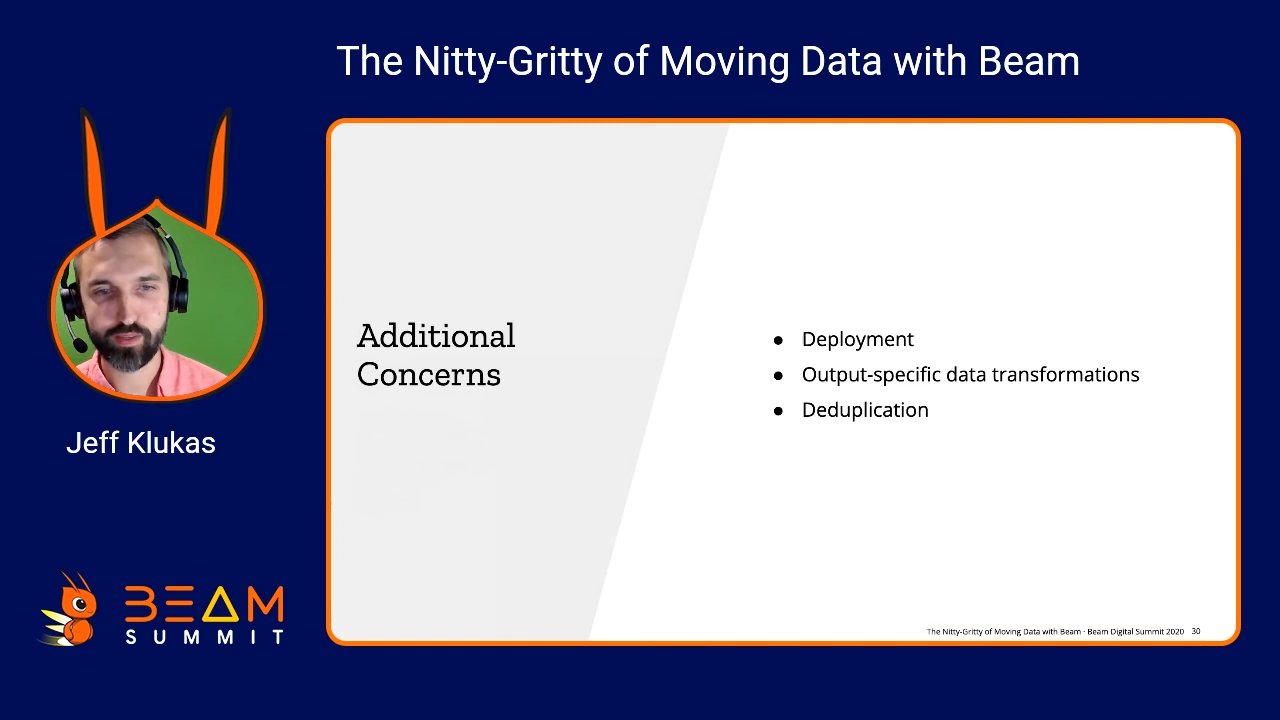 The Nitty-Gritty of Moving Data with Beam
Additional
Concerns
● Deployment
● Output-specific data transformations
● Deduplication
Jeff Klukas
BEAM
SUMMIT
The Nitty-Gritty of Moving Data with Beam - Beam Digital Summit 2020 30